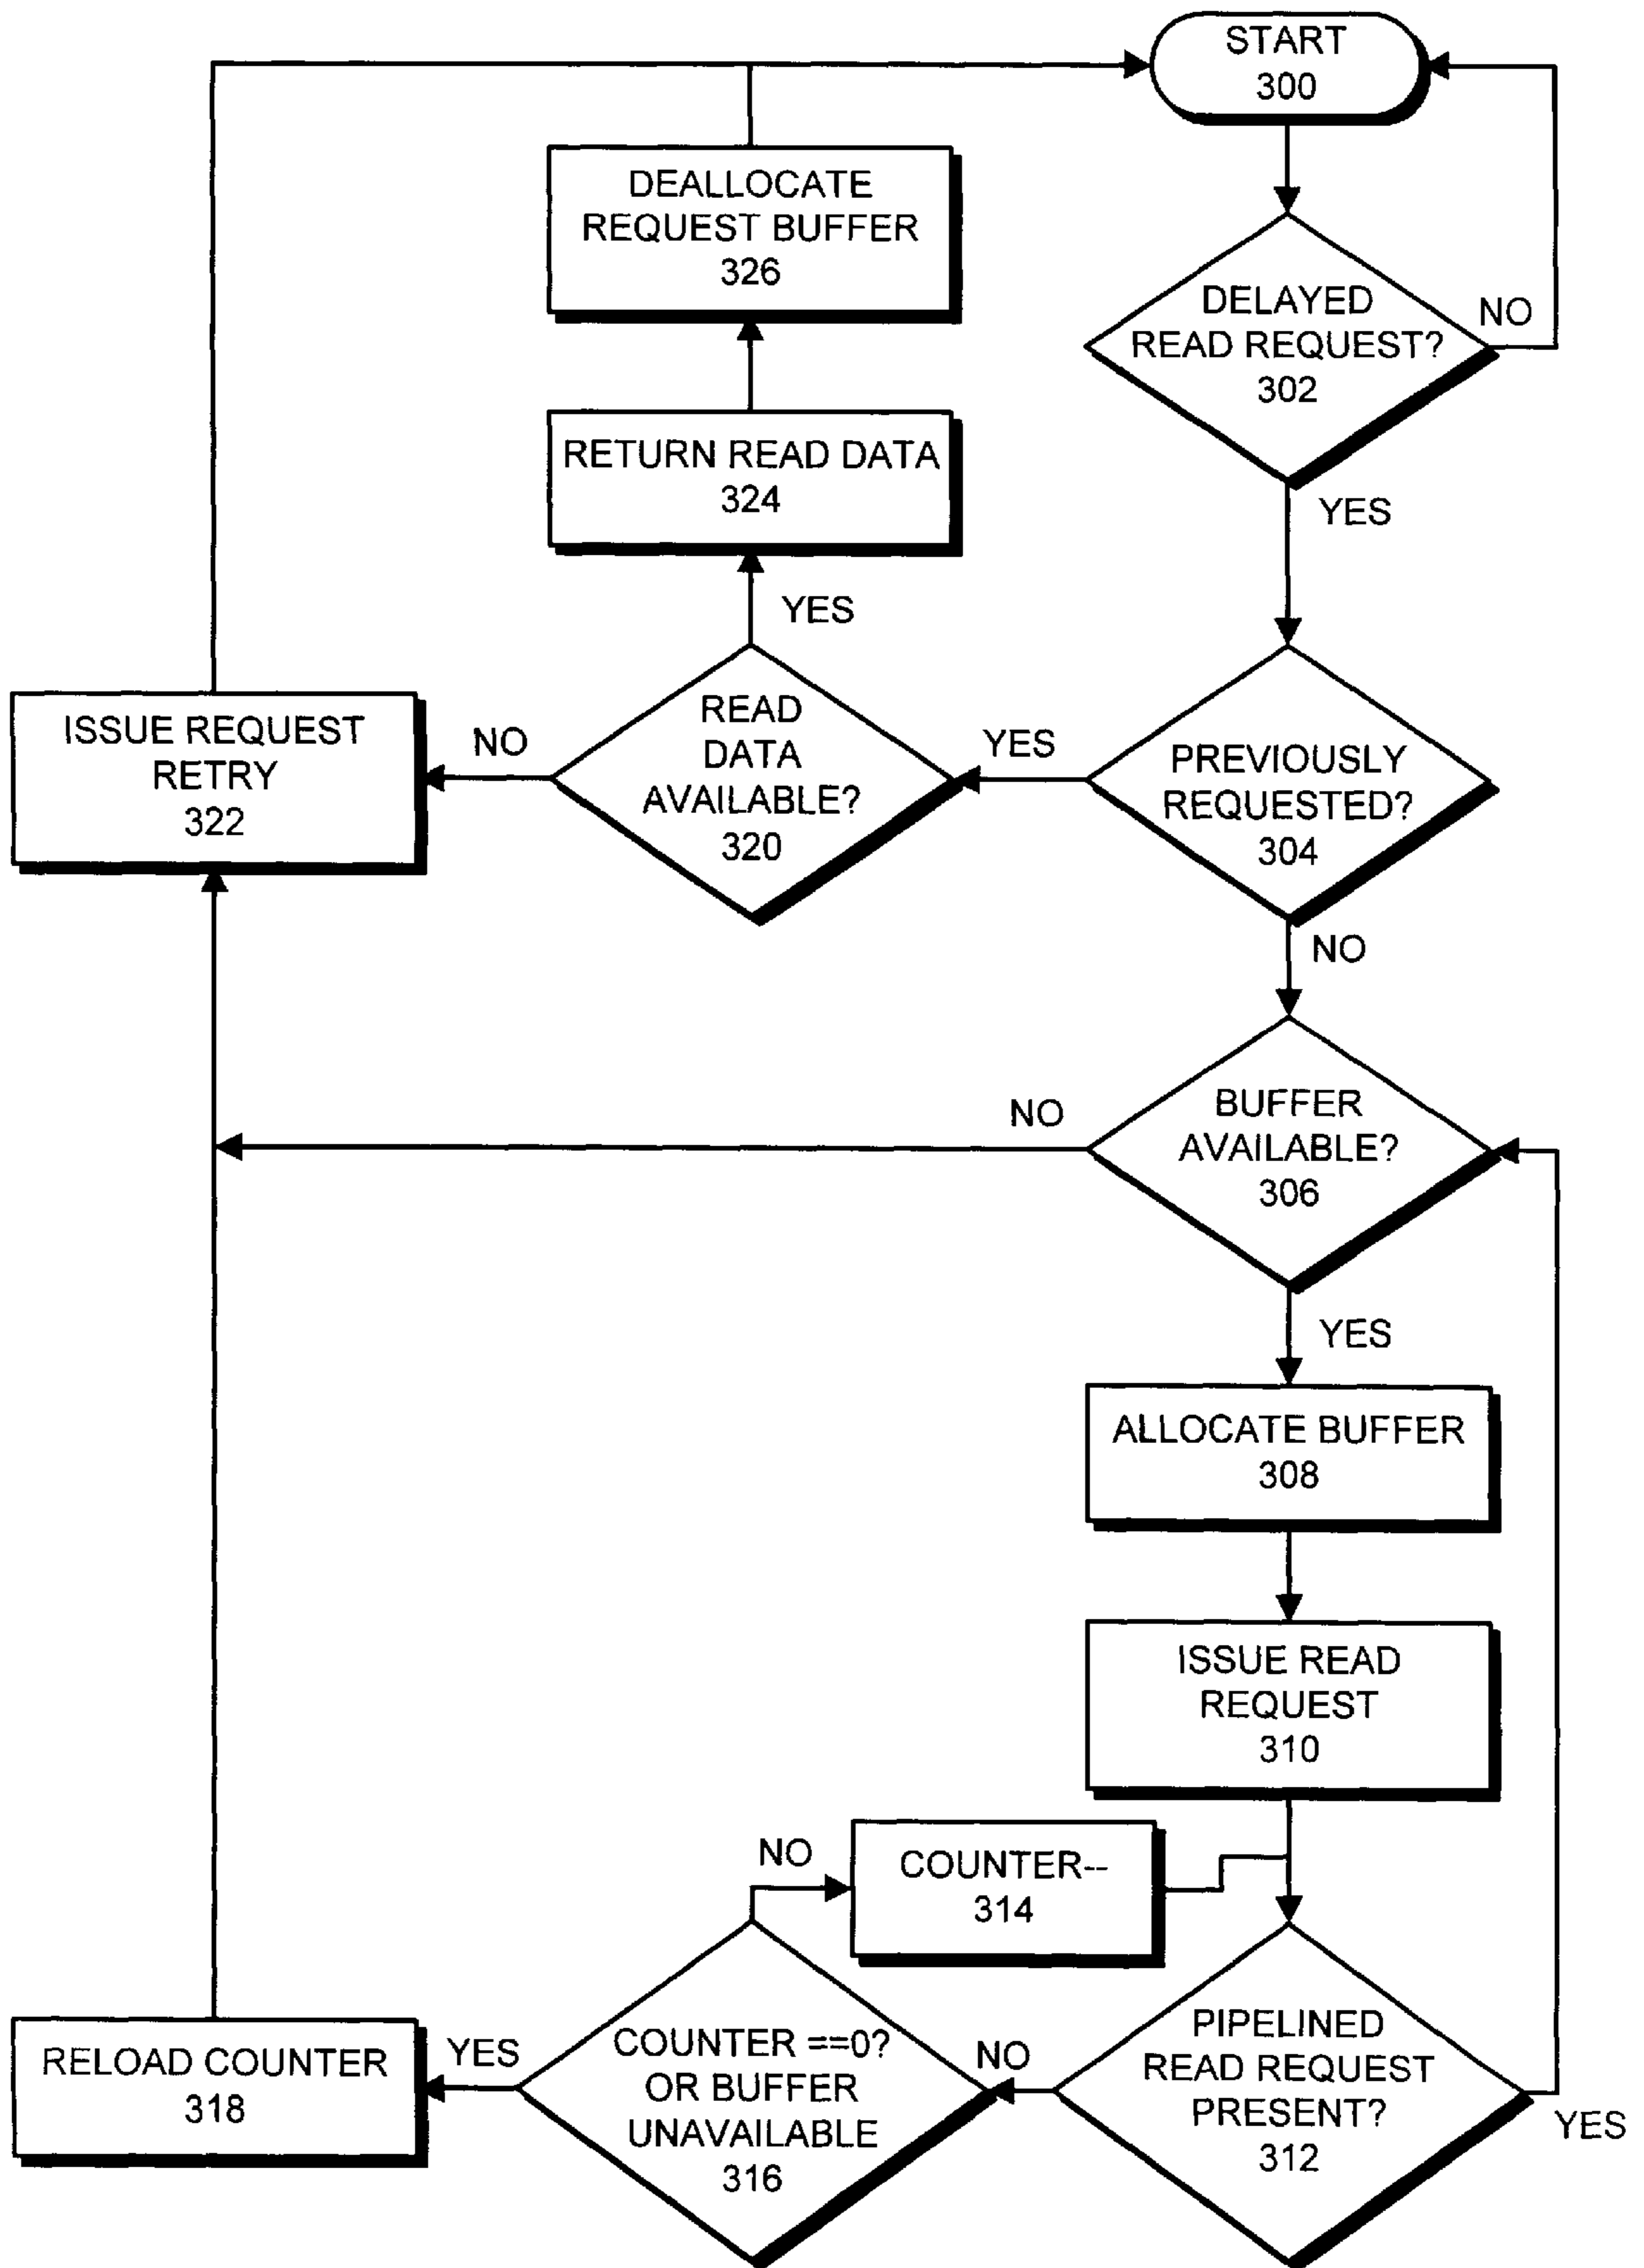 START
300
DEALLOCATE
REQUEST BUFFER
326
DELAYED
READ REQUEST?
302
NO
RETURN READ DATA
324
YES
YES
ISSUE REQUEST
RETRY
322
NO
READ
DATA
AVAILABLE?
320
YES
PREVIOUSLY
REQUESTED?
304
NO
NO
BUFFER
AVAILABLE?
306
YES
ALLOCATE BUFFER
308
ISSUE READ
REQUEST
310
NO
COUNTER--
314
RELOAD COUNTER
318
YES
COUNTER ==0?
OR BUFFER
UNAVAILABLE
316
NO
PIPELINED
READ REQUEST
PRESENT?
312
YES